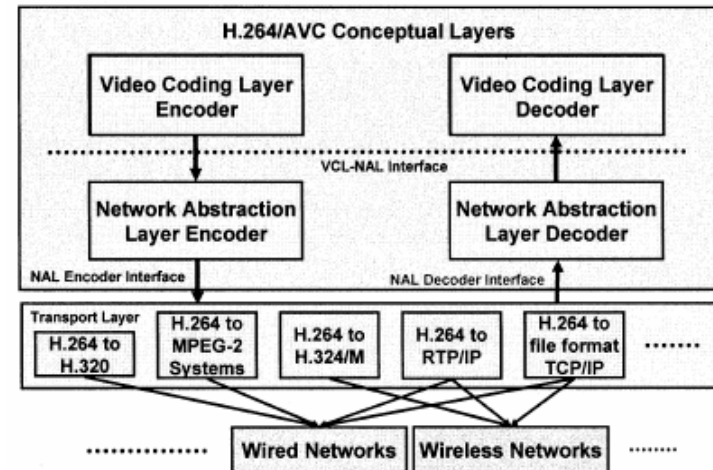 H.264/AVC Conceptual Layers
Video Coding Layer
Encoder
Video Coding Layer
Decoder
VCL-NAL Interface
Network Abstraction
Layer Encoder
Network Abstraction
Layer Decoder
NAL Encoder Interface
NAL Decoder Interface
Transport Layer
H.264 to
H.320
H.264 to
MPEG-2
Systems
H.264 to
H.324/M
H.264 to
RTP/IP
H.264 to
file format
TCP/IP
Wired Networks
Wireless Networks